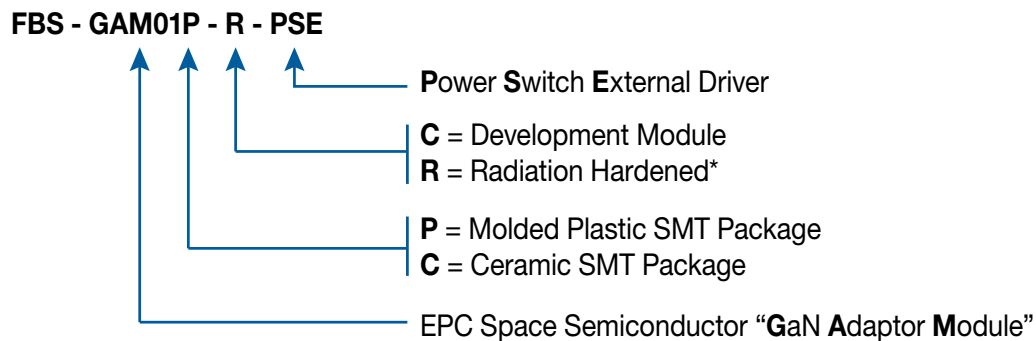 FBS - GAM01P - R - PSE
Power Switch External Driver
C = Development Module
R = Radiation Hardened*
P = Molded Plastic SMT Package
C = Ceramic SMT Package
EPC Space Semiconductor “GaN Adaptor Module”